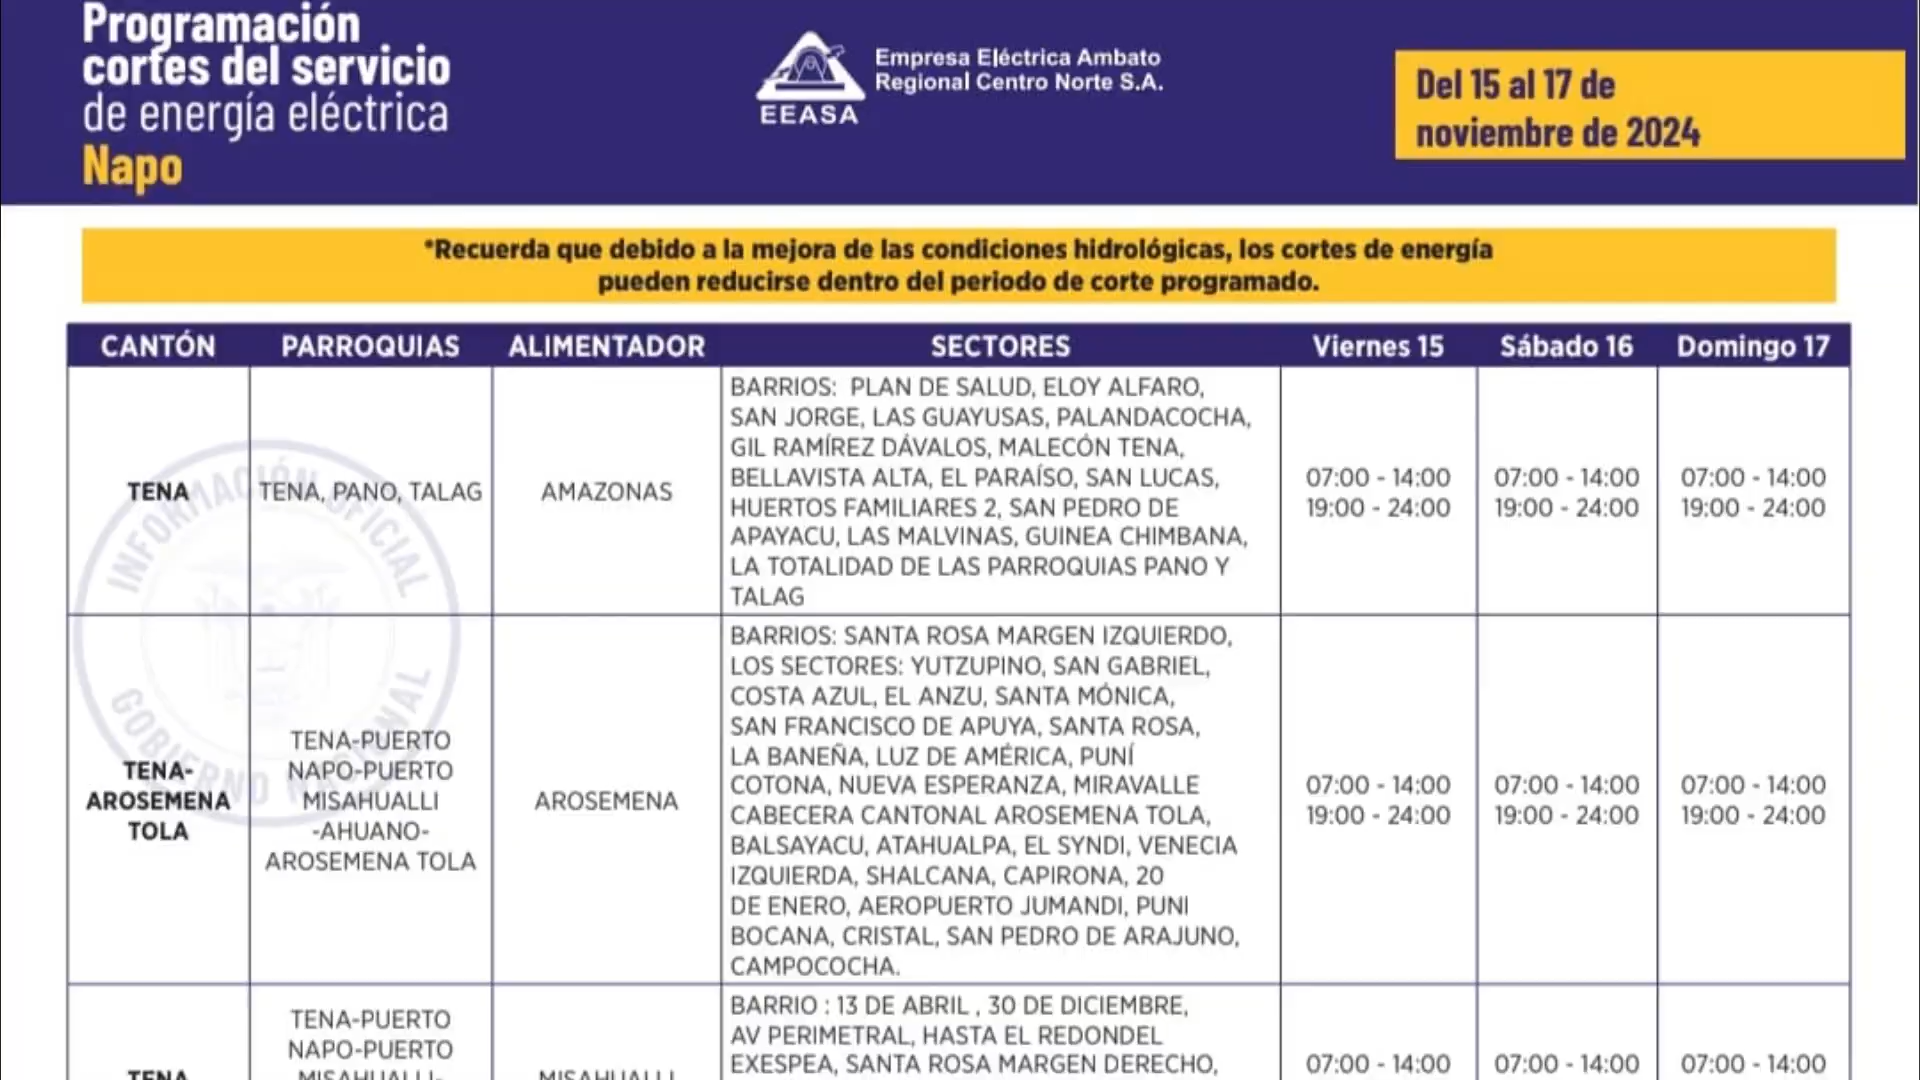 Programación
cortes del servicio
de energía eléctrica
Napo
EEASA
Empresa Eléctrica Ambato
Regional Centro Norte S.A.
Del 15 al 17 de
noviembre de 2024
*Recuerda que debido a la mejora de las condiciones hidrológicas, los cortes de energía
pueden reducirse dentro del periodo de corte programado.
CANTÓN PARROQUIAS ALIMENTADOR SECTORES Viernes 15 Sábado 16 Domingo 17
TENA
TENA, PANO, TALAG
AMAZONAS
BARRIOS: PLAN DE SALUD, ELOY ALFARO,
SAN JORGE, LAS GUAYUSAS, PALANDACOCHA,
GIL RAMÍREZ DÁVALOS, MALECÓN TENA,
BELLAVISTA ALTA, EL PARAÍSO, SAN LUCAS,
HUERTOS FAMILIARES 2, SAN PEDRO DE
APAYACU, LAS MALVINAS, GUINEA CHIMBANA,
LA TOTALIDAD DE LAS PARROQUIAS PANO Y
TALAG
07:00 - 14:00
19:00 - 24:00
07:00 - 14:00
19:00 - 24:00
07:00 - 14:00
19:00 - 24:00
TENA-
AROSEMENA
TOLA
TENA-PUERTO
NAPO-PUERTO
MISAHUALLI
-AHUANO-
AROSEMENA TOLA
AROSEMENA
BARRIOS: SANTA ROSA MARGEN IZQUIERDO,
LOS SECTORES: YUTZUPINO, SAN GABRIEL,
COSTA AZUL, EL ANZU, SANTA MÓNICA,
SAN FRANCISCO DE APUYA, SANTA ROSA,
LA BANEÑA, LUZ DE AMÉRICA, PUNÍ
COTONA, NUEVA ESPERANZA, MIRAVALLE
CABECERA CANTONAL AROSEMENA TOLA,
BALSAYACU, ATAHUALPA, EL SYNDI, VENECIA
IZQUIERDA, SHALCANA, CAPIRONA, 20
DE ENERO, AEROPUERTO JUMANDI, PUNI
BOCANA, CRISTAL, SAN PEDRO DE ARAJUNO,
CAMPOCOCHA.
07:00 - 14:00
19:00 - 24:00
07:00 - 14:00
19:00 - 24:00
07:00 - 14:00
19:00 - 24:00
TENA
TENA-PUERTO
NAPO-PUERTO
MISAHUALLI-
MISAHUALLI
BARRIO : 13 DE ABRIL , 30 DE DICIEMBRE,
AV PERIMETRAL, HASTA EL REDONDEL
EXESPEA, SANTA ROSA MARGEN DERECHO,
07:00 - 14:00
07:00 - 14:00
07:00 - 14:00
INFORMACIÓN OFICIAL
GOBIERNO NACIONAL